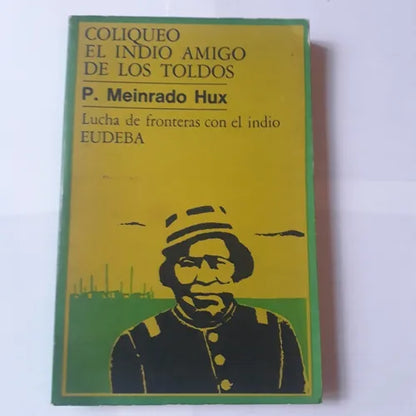 COLIQUEO
EL INDIO AMIGO
DE LOS TOLDOS
P. Meinrado Hux
Lucha de fronteras con el indio
EUDEBA